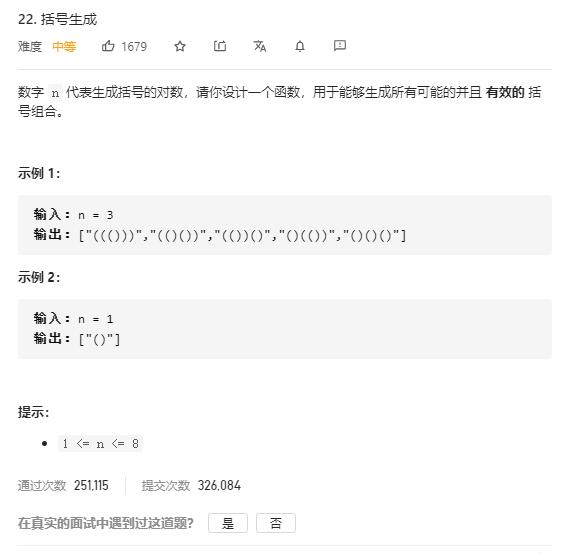 22. 括号生成
难度 中等 1679
数字 n 代表生成括号的对数，请你设计一个函数，用于能够生成所有可能的并且 有效的 括
号组合。
示例 1：
输入：n = 3
输出：["((()))","(()())","(())()","()(())","()()()"]
示例 2：
输入：n = 1
输出：["()"]
提示：
• 1 <= n <= 8
通过次数 251,115 提交次数 326,084
在真实的面试中遇到过这道题？ 是 否